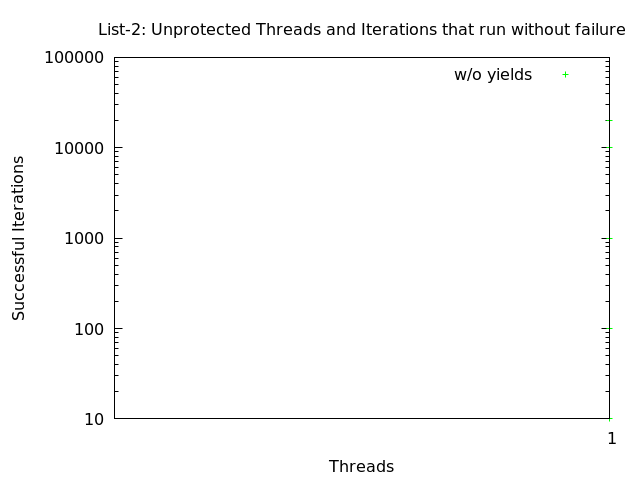 List-2: Unprotected Threads and Iterations that run without failure
100000
w/o yields
10000
1000
100
10
Successful Iterations
1
Threads